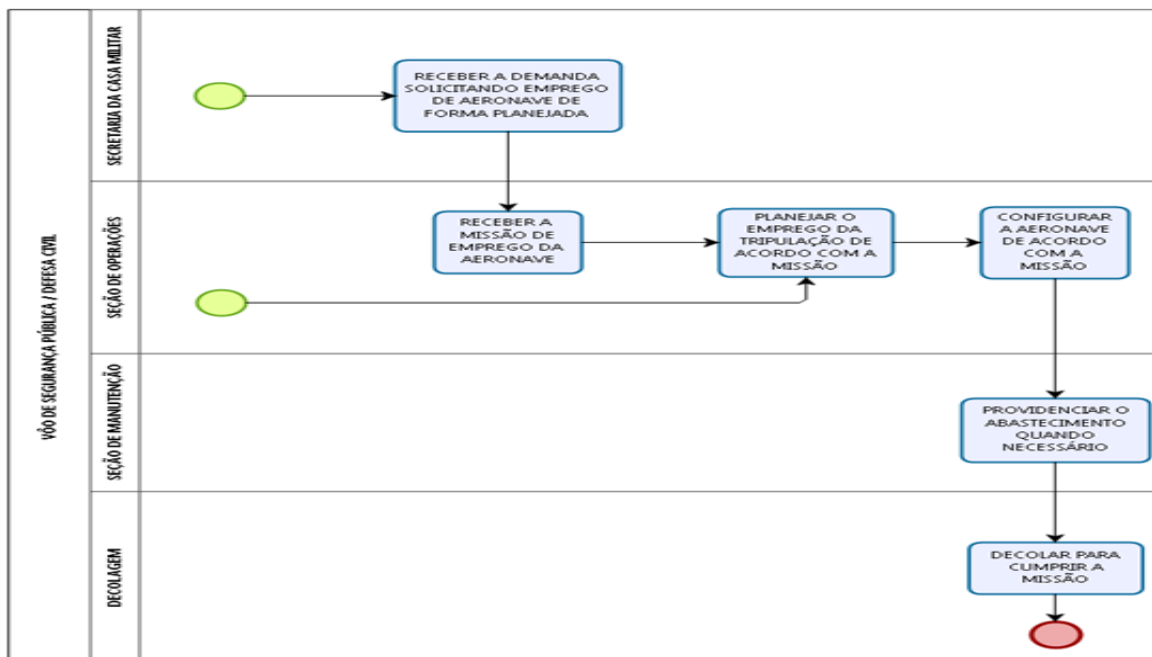 VÔO DE SEGURANÇA PÚBLICA / DEFESA CIVIL
SECRETARIA DA CASA MILITAR
RECEBER A DEMANDA
SOLICITANDO EMPREGO
DE AERONAVE DE
FORMA PLANEJADA
SEÇÃO DE OPERAÇÕES
RECEBER A
MISSÃO DE
EMPREGO DA
AERONAVE
PLANEJAR O
EMPREGO DA
TRIPULAÇÃO DE
ACORDO COM A
MISSÃO
CONFIGURAR
A AERONAVE
DE ACORDO
COM A
MISSÃO
SEÇÃO DE MANUTENÇÃO
PROVIDENCIAR O
ABASTECIMENTO
QUANDO
NECESSÁRIO
DECOLAGEM
DECOLAR PARA
CUMPRIR A
MISSÃO